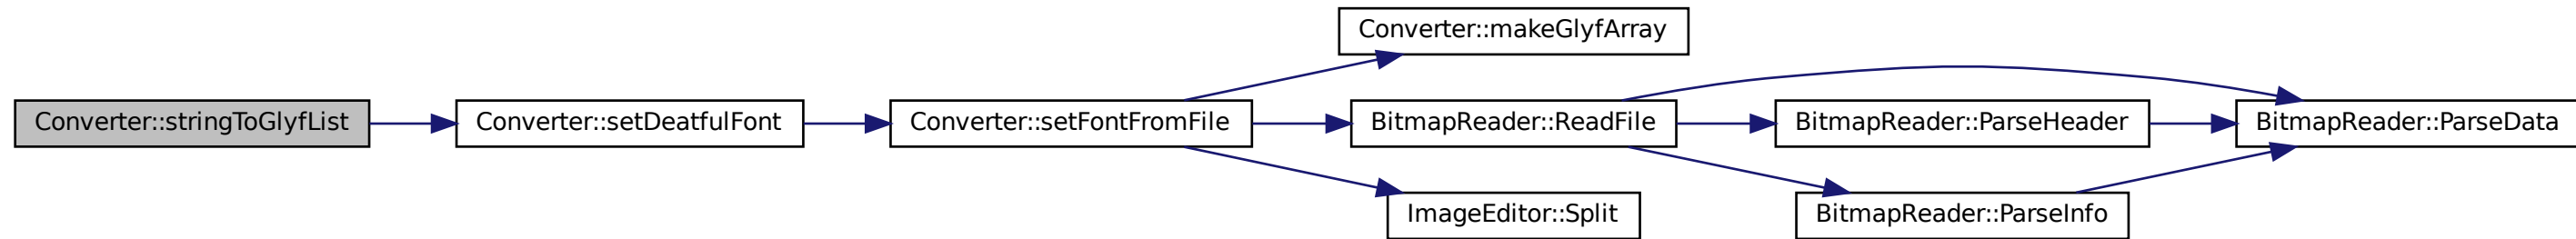 Converter::stringToGlyfList
Converter::setDeatfulFont
Converter::setFontFromFile
Converter::makeGlyfArray
BitmapReader::ReadFile
ImageEditor::Split
BitmapReader::ParseHeader
BitmapReader::ParseInfo
BitmapReader::ParseData